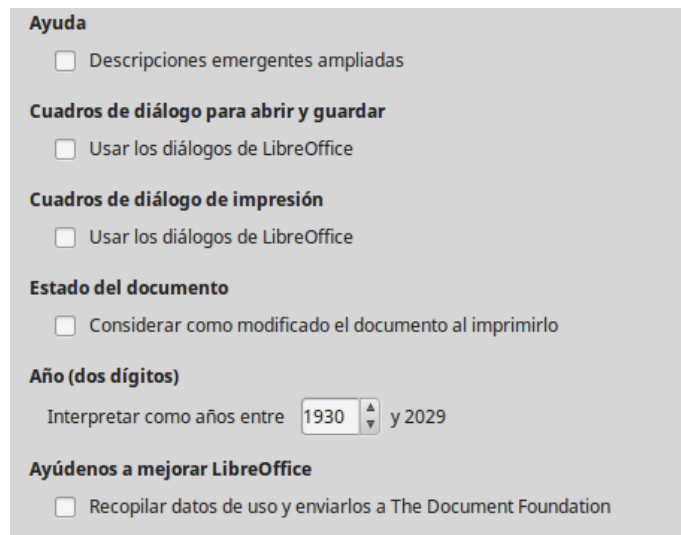 Ayuda
Descripciones emergentes ampliadas
Cuadros de diálogo para abrir y guardar
Usar los diálogos de LibreOffice
Cuadros de diálogo de impresión
Usar los diálogos de LibreOffice
Estado del documento
Considerar como modificado el documento al imprimirlo
Año (dos dígitos)
Interpretar como años entre 1930 y 2029
Ayúdenos a mejorar LibreOffice
Recopilar datos de uso y enviarlos a The Document Foundation